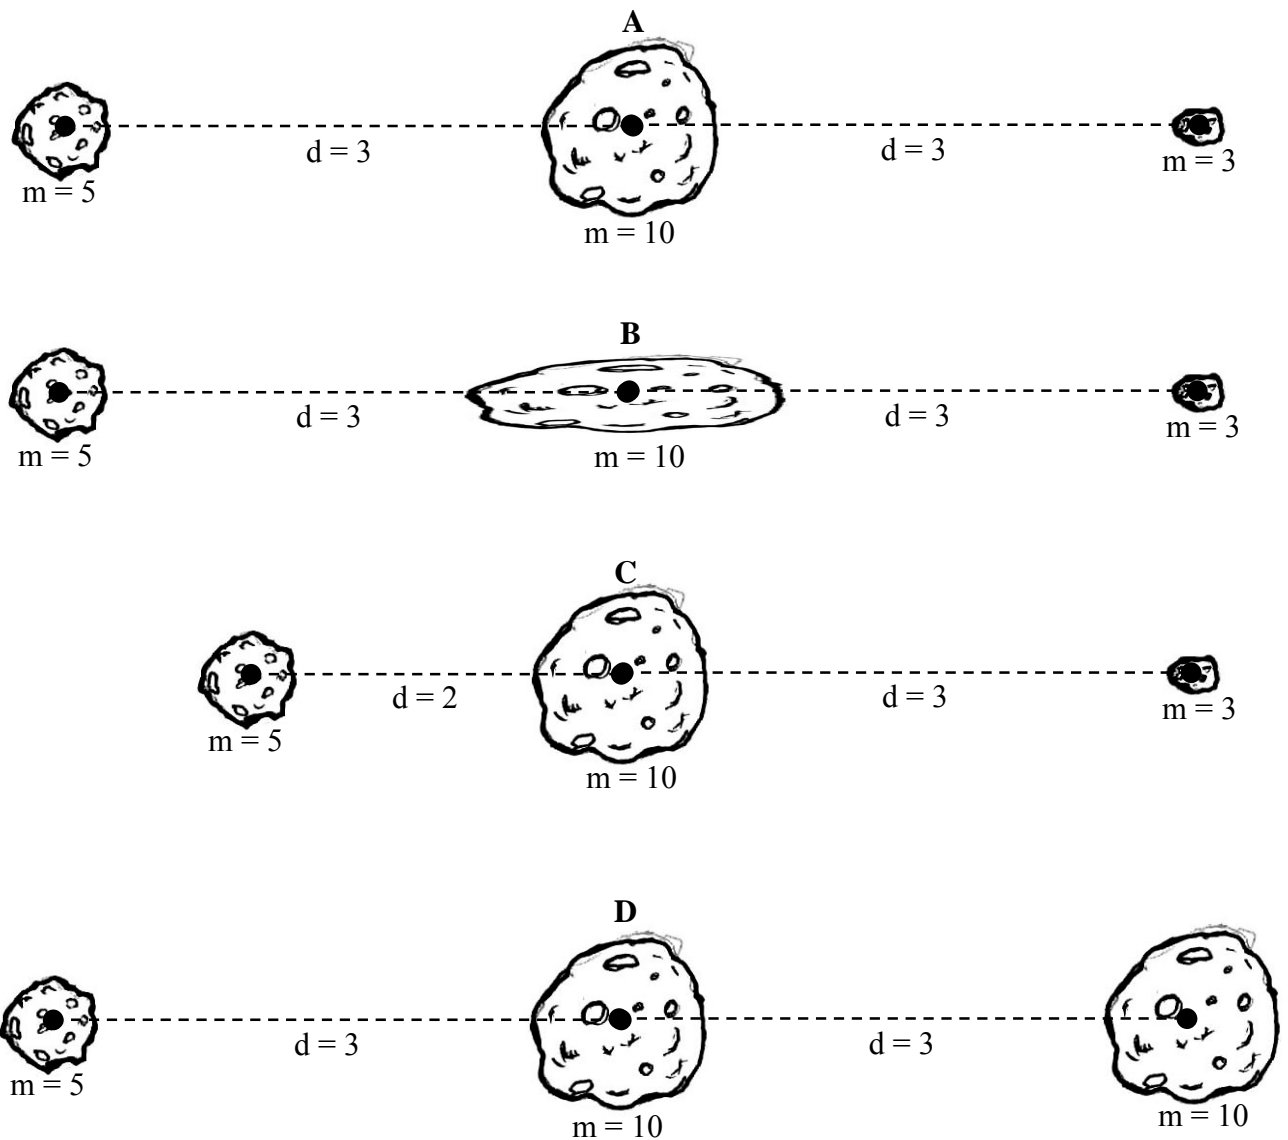 A
d = 3
d = 3
m = 5
m = 3
m = 10
B
d = 3
d = 3
m = 5
m = 10
m = 3
C
d = 2
d = 3
m = 5
m = 10
m = 3
D
d = 3
d = 3
m = 5
m = 10
m = 10